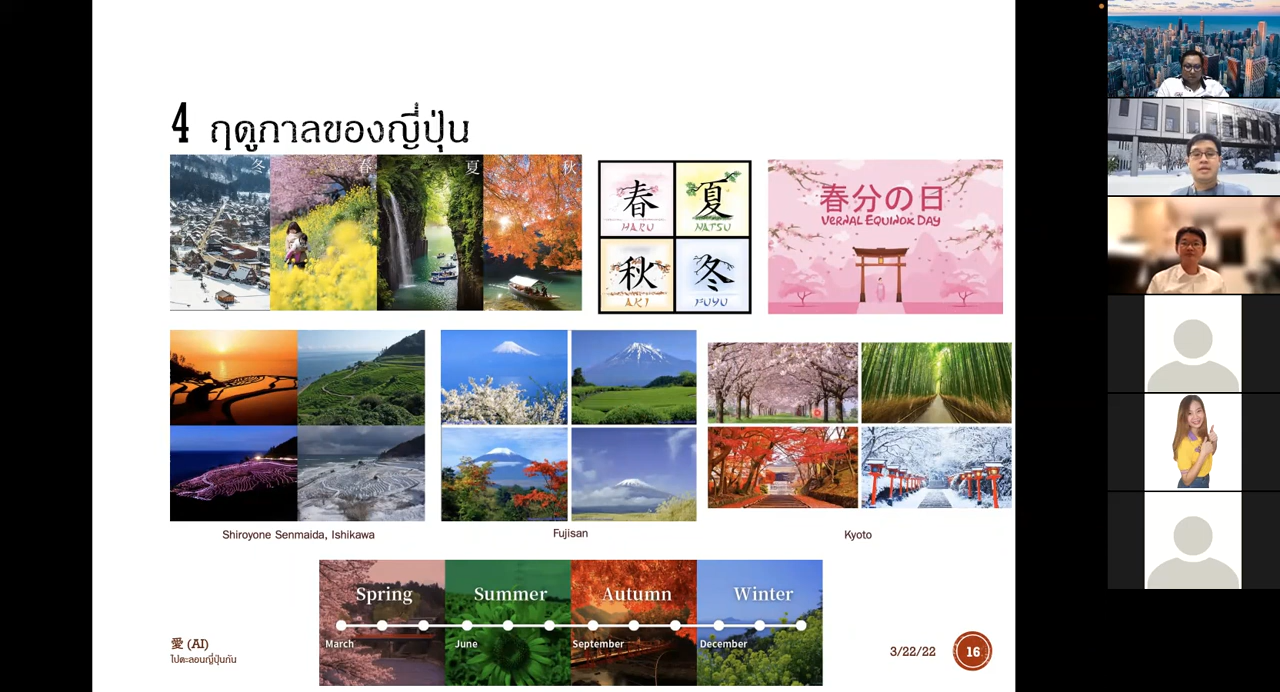 4 ฤดูกาลของญี่ปุ่น
冬
春
夏
秋
春
HARU
夏
NATSU
秋
AKI
冬
FUYU
春分の日
VERNAL EQUINOX DAY
Shiroyone Senmaida, Ishikawa
Fujisan
Kyoto
Spring
Summer
Autumn
Winter
March
June
September
December
愛 (AI)
ไปตะลอนญี่ปุ่นกัน
3/22/22
16